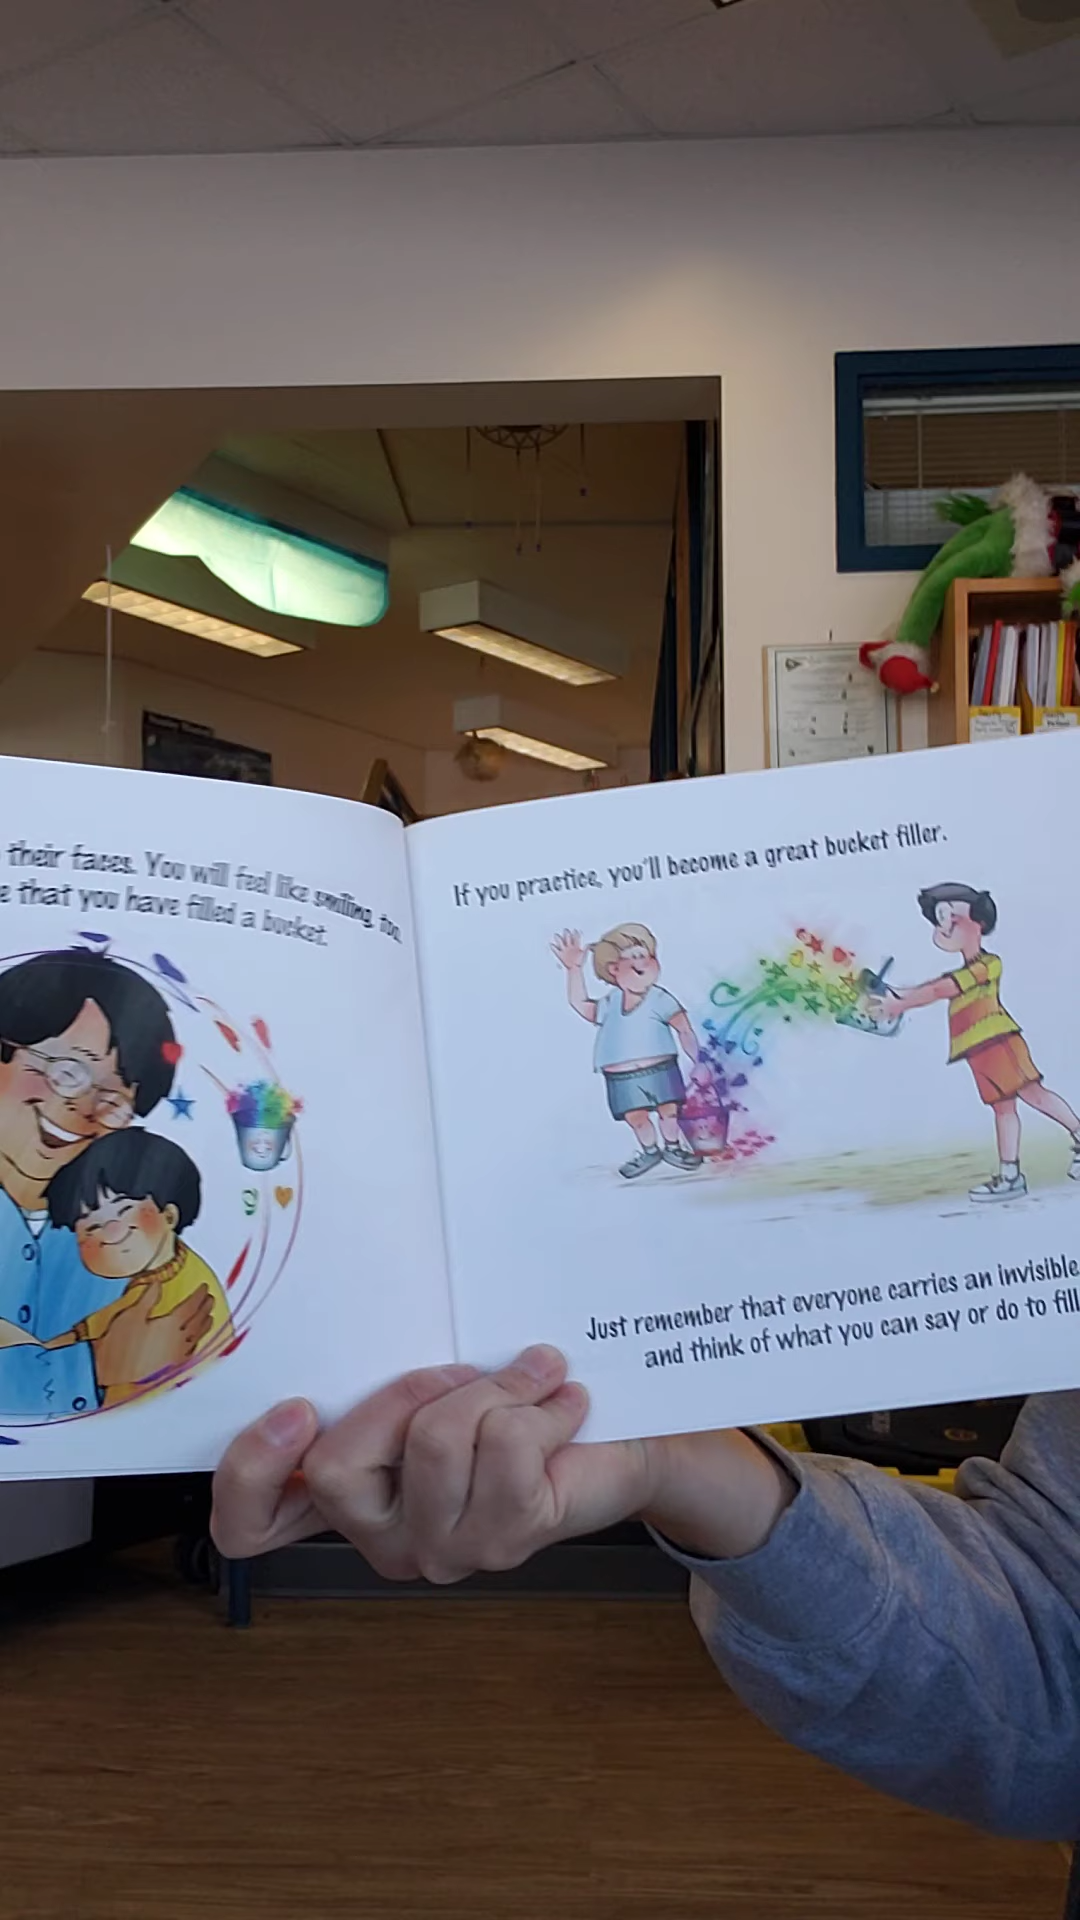 their faces. You will feel like smiling, too,
that you have filled a bucket.
If you practice, you'll become a great bucket filler.
Just remember that everyone carries an invisible
and think of what you can say or do to fill